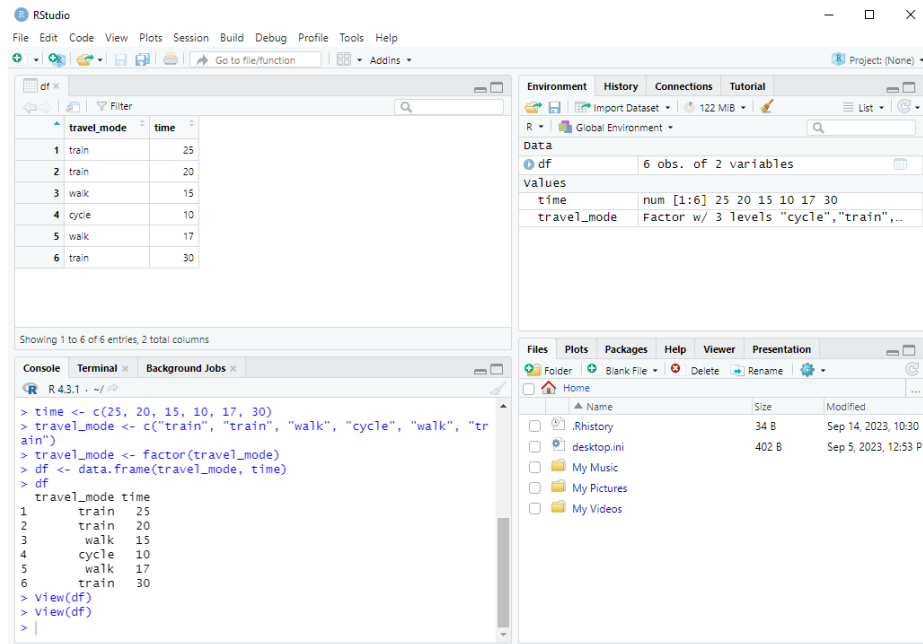 RStudio
File Edit Code View Plots Session Build Debug Profile Tools Help
Go to file/function Addins Project: (None)
df
Filter
travel_mode time
1 train 25
2 train 20
3 walk 15
4 cycle 10
5 walk 17
6 train 30
Showing 1 to 6 of 6 entries, 2 total columns
Console Terminal Background Jobs
R 4.3.1 · ~/
> time <- c(25, 20, 15, 10, 17, 30)
> travel_mode <- c("train", "train", "walk", "cycle", "walk", "tr
ain")
> travel_mode <- factor(travel_mode)
> df <- data.frame(travel_mode, time)
> df
travel_mode time
1 train 25
2 train 20
3 walk 15
4 cycle 10
5 walk 17
6 train 30
> View(df)
> View(df)
>
Environment History Connections Tutorial
Import Dataset 122 MiB List
R Global Environment
Data
df 6 obs. of 2 variables
Values
time num [1:6] 25 20 15 10 17 30
travel_mode Factor w/ 3 levels "cycle","train",…
Files Plots Packages Help Viewer Presentation
Folder Blank File Delete Rename
Home ...
Name Size Modified
.Rhistory 34 B Sep 14, 2023, 10:30
desktop.ini 402 B Sep 5, 2023, 12:53 P
My Music
My Pictures
My Videos